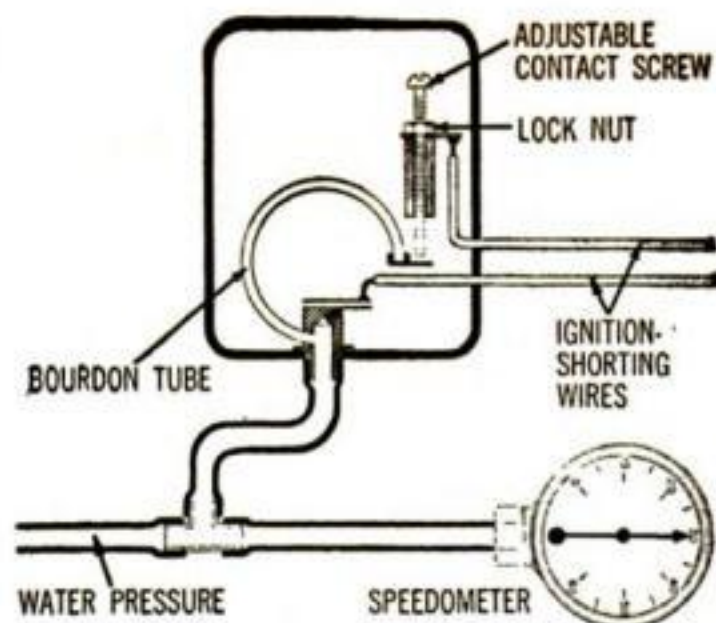 ADJUSTABLE
CONTACT SCREW
LOCK NUT
IGNITION-
SHORTING
WIRES
BOURDON TUBE
WATER PRESSURE
SPEEDOMETER